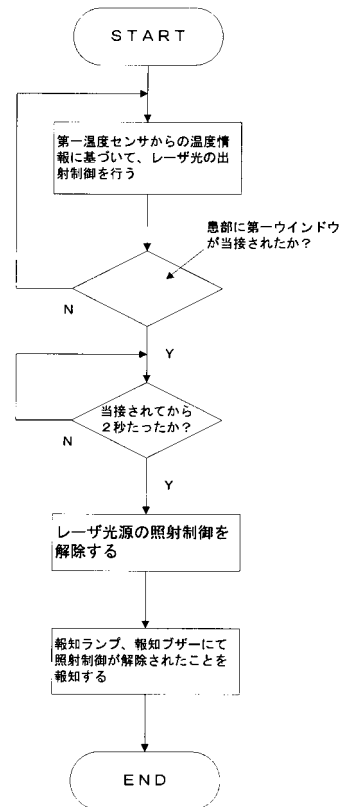 START
第一温度センサからの温度情
報に基づいて、レーザ光の出
射制御を行う
患部に第一ウインドウ
が当接されたか？
N
Y
当接されてから
２秒たったか？
N
Y
レーザ光源の照射制御を
解除する
報知ランプ、報知ブザーにて
照射制御が解除されたことを
報知する
END